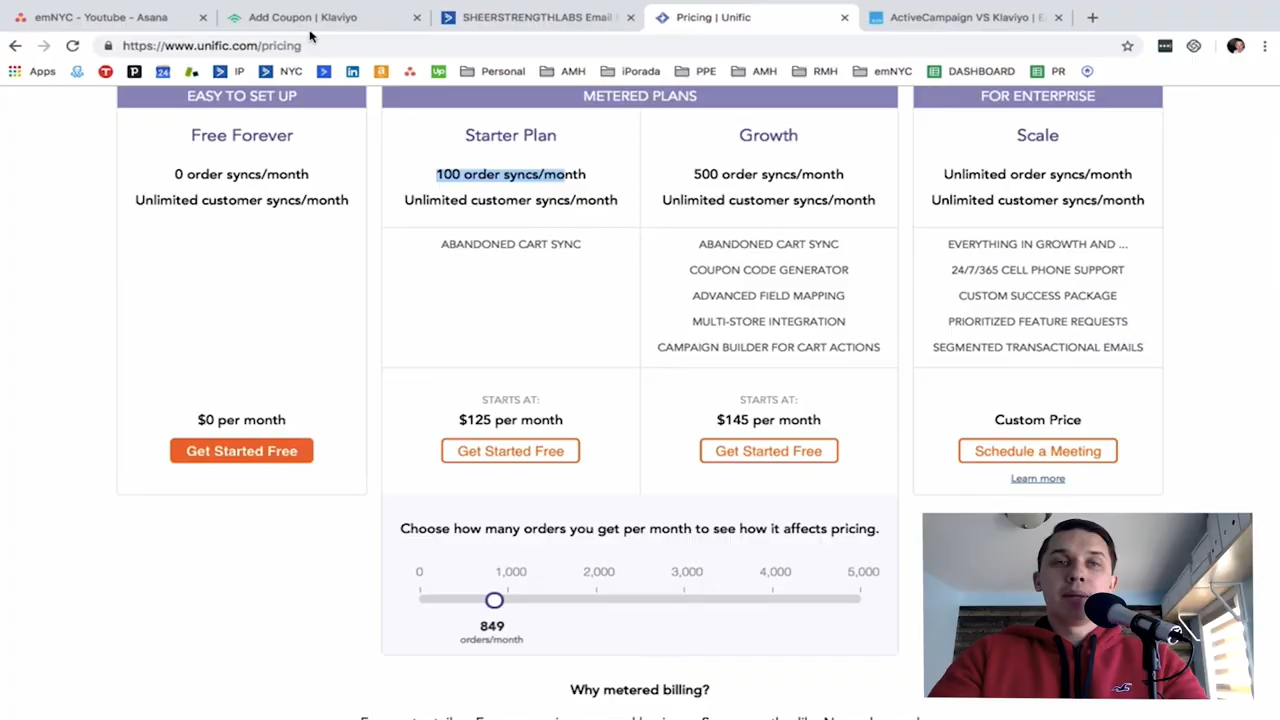 emNYC - Youtube - Asana
Add Coupon | Klaviyo
SHEERSTRENGTHLABS Email
Pricing | Unific
ActiveCampaign VS Klaviyo | E
https://www.unific.com/pricing
Apps
24
IP
NYC
in
a
Up
Personal
AMH
iPorada
PPE
AMH
RMH
emNYC
DASHBOARD
PR
EASY TO SET UP
METERED PLANS
FOR ENTERPRISE
Free Forever
Starter Plan
Growth
Scale
0 order syncs/month
100 order syncs/month
500 order syncs/month
Unlimited order syncs/month
Unlimited customer syncs/month
Unlimited customer syncs/month
Unlimited customer syncs/month
Unlimited customer syncs/month
ABANDONED CART SYNC
ABANDONED CART SYNC
EVERYTHING IN GROWTH AND ...
COUPON CODE GENERATOR
24/7/365 CELL PHONE SUPPORT
ADVANCED FIELD MAPPING
CUSTOM SUCCESS PACKAGE
MULTI-STORE INTEGRATION
PRIORITIZED FEATURE REQUESTS
CAMPAIGN BUILDER FOR CART ACTIONS
SEGMENTED TRANSACTIONAL EMAILS
STARTS AT:
STARTS AT:
$0 per month
$125 per month
$145 per month
Custom Price
Get Started Free
Get Started Free
Get Started Free
Schedule a Meeting
Learn more
Choose how many orders you get per month to see how it affects pricing.
0
1,000
2,000
3,000
4,000
5,000
849
orders/month
Why metered billing?